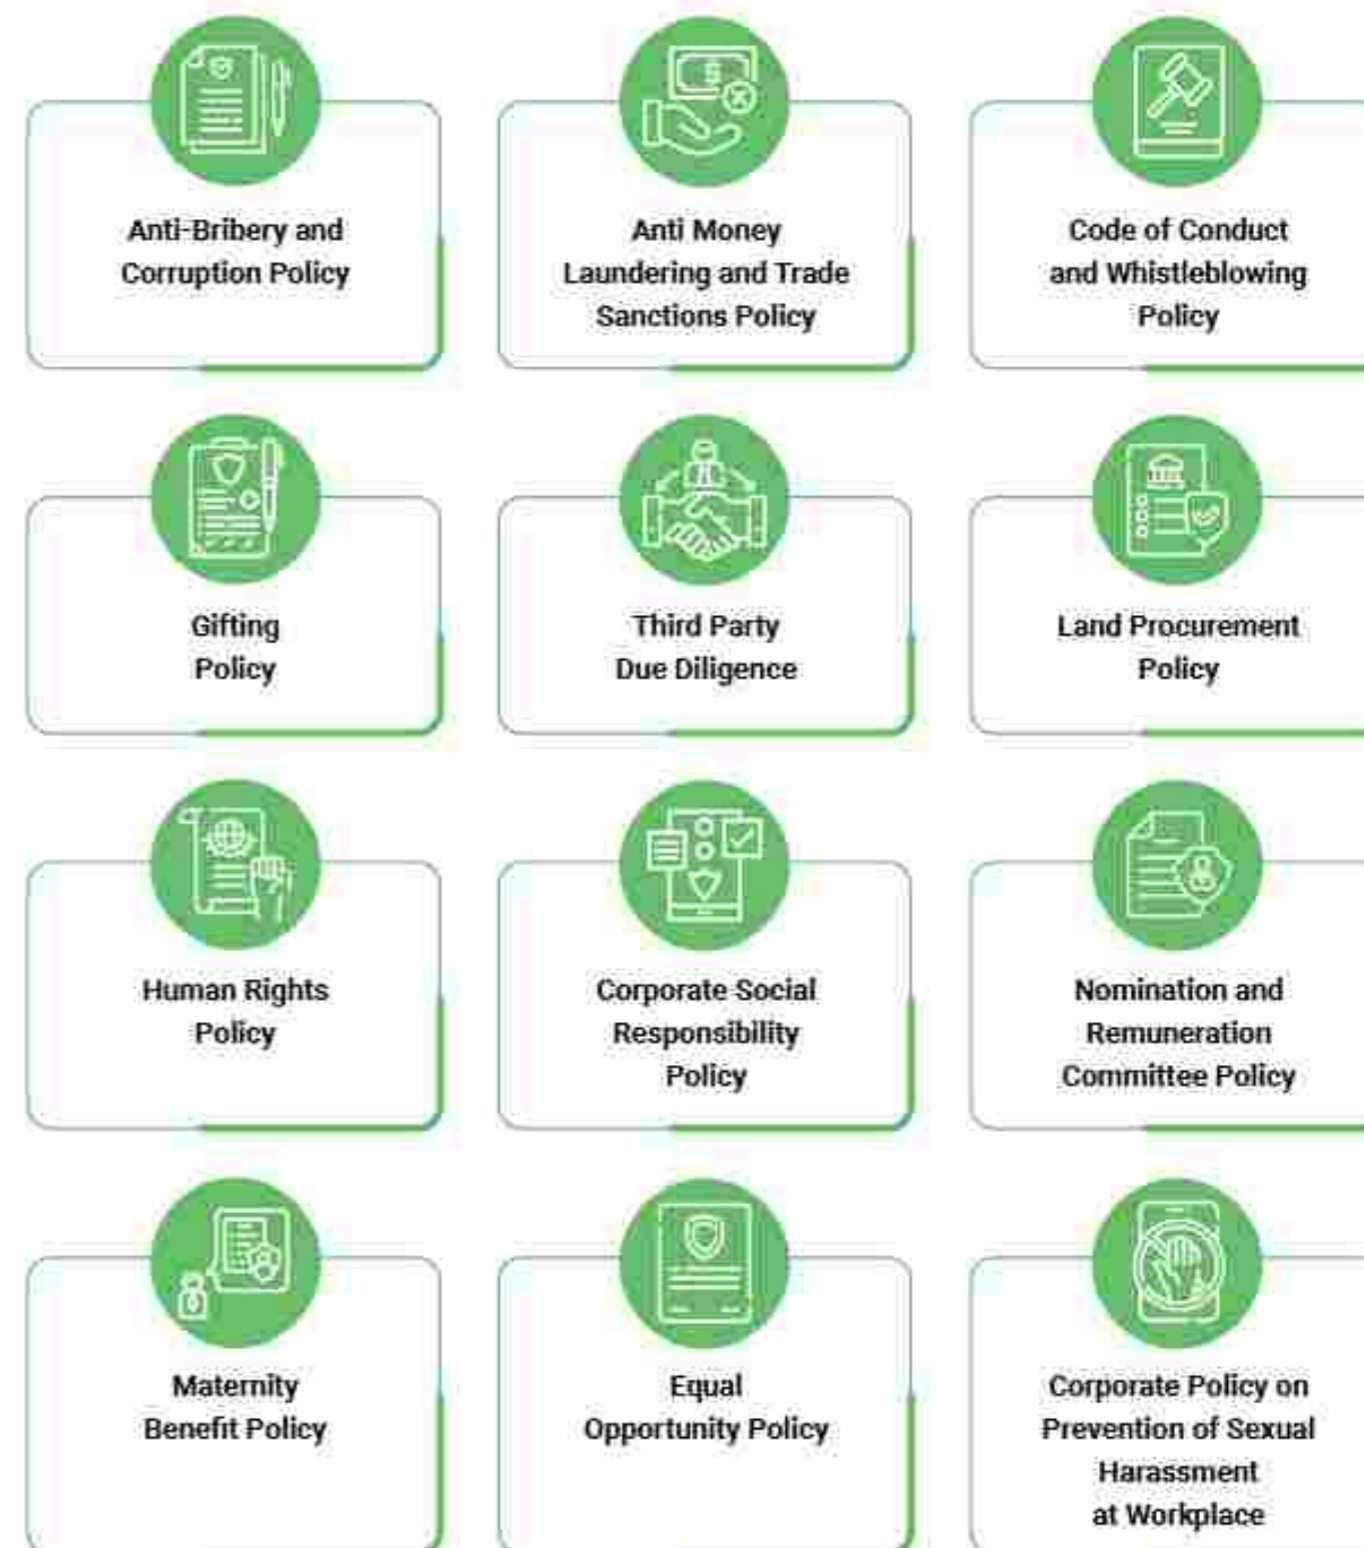 Anti-Bribery and
Corruption Policy
Anti Money
Laundering and Trade
Sanctions Policy
Code of Conduct
and Whistleblowing
Policy
Gifting
Policy
Third Party
Due Diligence
Land Procurement
Policy
Human Rights
Policy
Corporate Social
Responsibility
Policy
Nomination and
Remuneration
Committee Policy
Maternity
Benefit Policy
Equal
Opportunity Policy
Corporate Policy on
Prevention of Sexual
Harassment
at Workplace